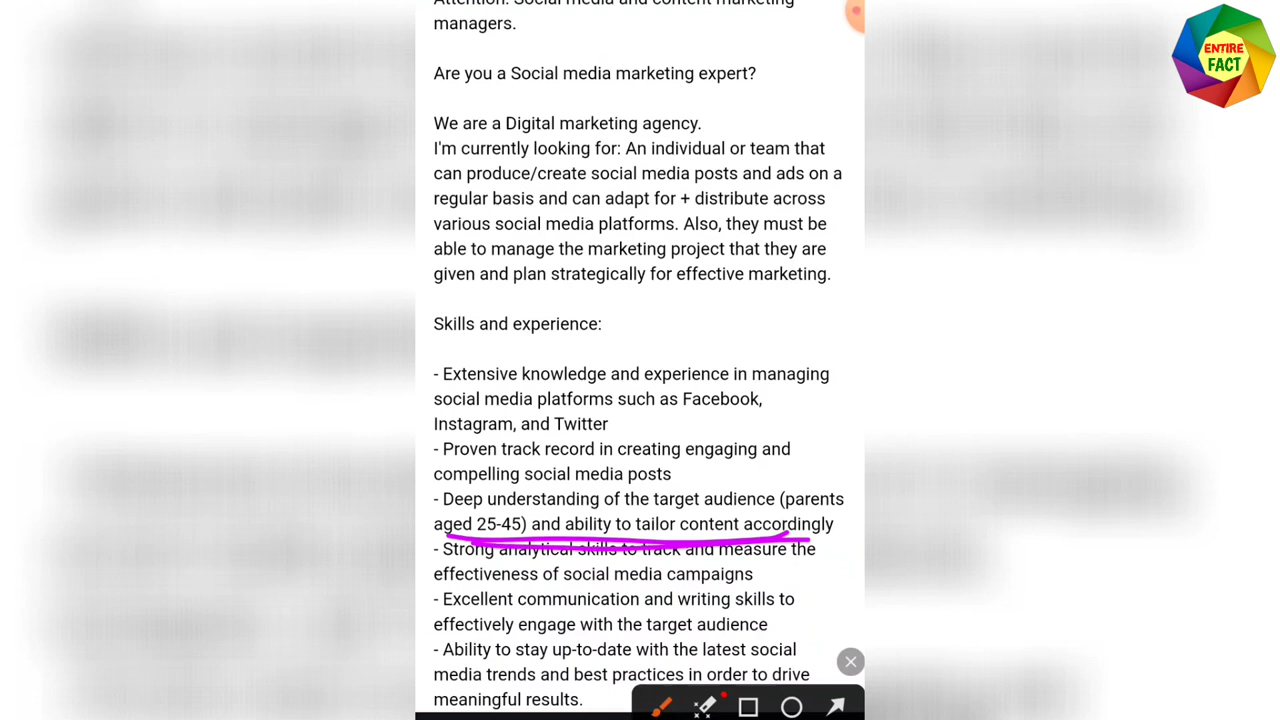 Attention: Social media and content marketing
managers.
Are you a Social media marketing expert?
We are a Digital marketing agency.
I'm currently looking for: An individual or team that
can produce/create social media posts and ads on a
regular basis and can adapt for + distribute across
various social media platforms. Also, they must be
able to manage the marketing project that they are
given and plan strategically for effective marketing.
Skills and experience:
- Extensive knowledge and experience in managing
social media platforms such as Facebook,
Instagram, and Twitter
- Proven track record in creating engaging and
compelling social media posts
- Deep understanding of the target audience (parents
aged 25-45) and ability to tailor content accordingly
- Strong analytical skills to track and measure the
effectiveness of social media campaigns
- Excellent communication and writing skills to
effectively engage with the target audience
- Ability to stay up-to-date with the latest social
media trends and best practices in order to drive
meaningful results.
ENTIRE
FACT